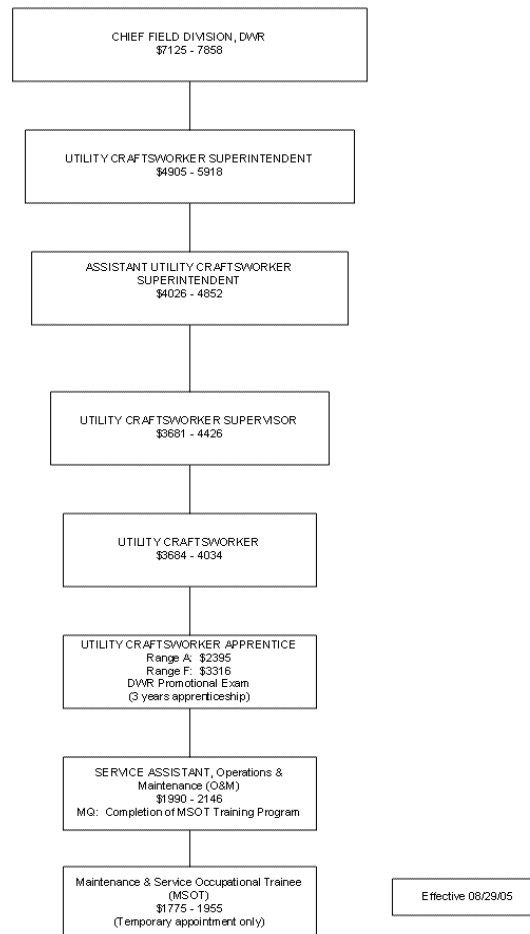 CHIEF FIELD DIVISION, DWR
$7125 - 7858
UTILITY CRAFTSWORKER SUPERINTENDENT
$4905 - 5918
ASSISTANT UTILITY CRAFTSWORKER
SUPERINTENDENT
$4026 - 4852
UTILITY CRAFTSWORKER SUPERVISOR
$3681 - 4426
UTILITY CRAFTSWORKER
$3684 - 4034
UTILITY CRAFTSWORKER APPRENTICE
Range A: $2395
Range F: $3316
DWR Promotional Exam
(3 years apprenticeship)
SERVICE ASSISTANT, Operations &
Maintenance (O&M)
$1990 - 2146
MQ: Completion of MSOT Training Program
Maintenance & Service Occupational Trainee
(MSOT)
$1775 - 1955
(Temporary appointment only)
Effective 08/29/05